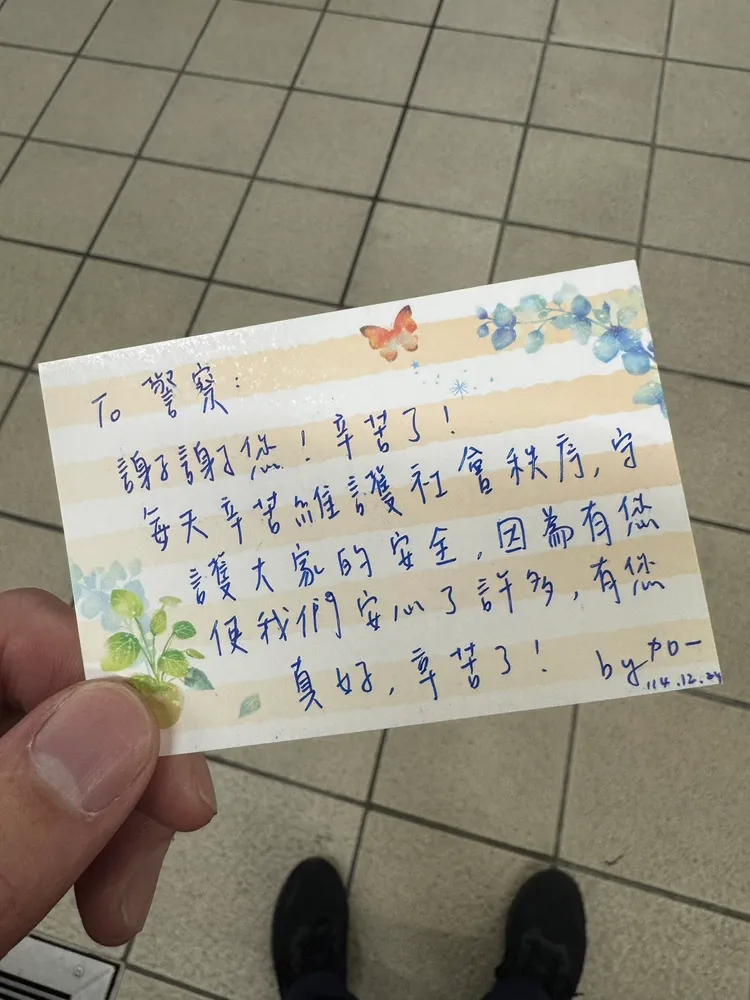 To 警察：
謝謝您！辛苦了！
每天辛苦維護社會秩序,守
護大家的安全,因為有您
使我們安心了許多,有您
真好,辛苦了！ by
114.12.24